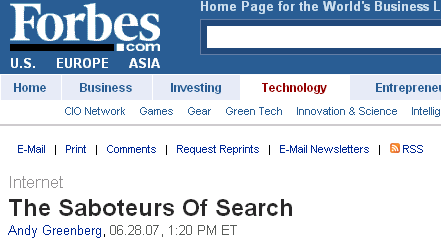 Forbes
.com
Home Page for the World's Business L
U.S. EUROPE ASIA
Home Business Investing Technology Entrepreneu
CIO Network Games Gear Green Tech Innovation & Science Intellig
E-Mail | Print | Comments | Request Reprints | E-Mail Newsletters | RSS
Internet
The Saboteurs Of Search
Andy Greenberg, 06.28.07, 1:20 PM ET